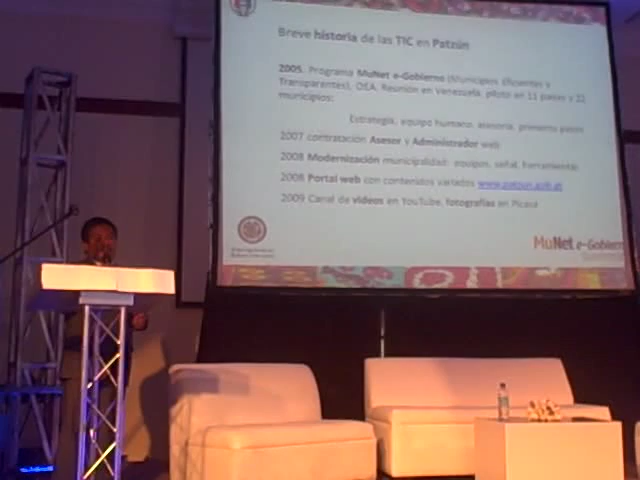 Breve historia de las TIC en Patzún
2005. Programa MuNet e-Gobierno (Municipios Eficientes y
Transparentes), OEA. Reunión en Venezuela, piloto en 11 países y 22
municipios:
Estrategia, equipo humano, asesoría, primeros pasos
2007 contratación Asesor y Administrador web
2008 Modernización municipalidad: equipos, señal, herramientas
2008 Portal web con contenidos variados www.patzun.gob.gt
2009 Canal de videos en YouTube, fotografías en Picasa
MuNet e-Gobierno